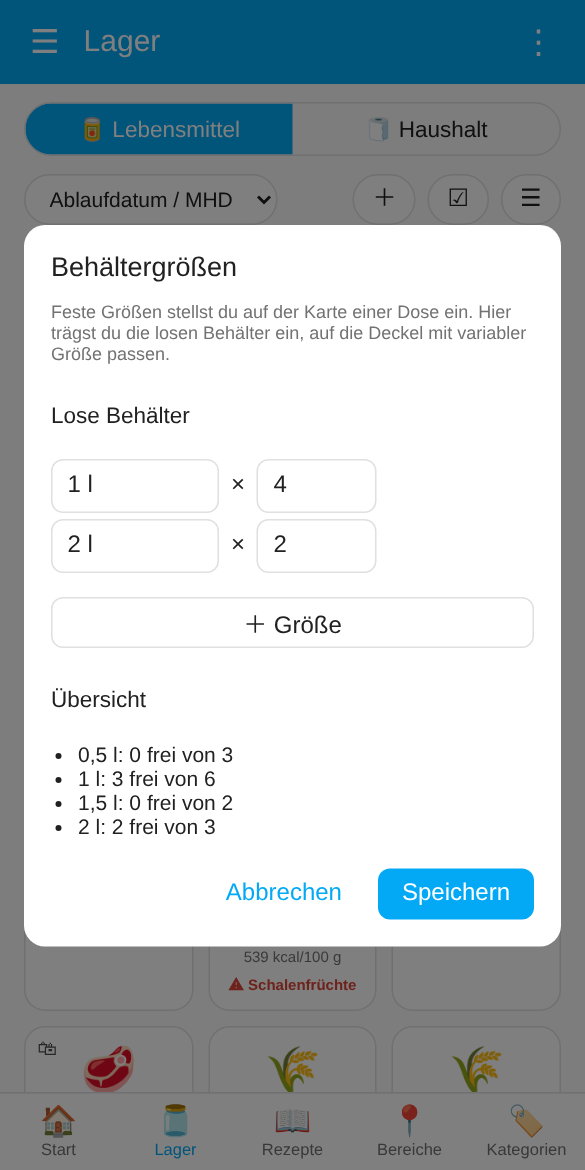 ☰ Lager ⋮
🥫 Lebensmittel 🧻 Haushalt
Ablaufdatum / MHD + ☑ ☰
Behältergrößen
Feste Größen stellst du auf der Karte einer Dose ein. Hier
trägst du die losen Behälter ein, auf die Deckel mit variabler
Größe passen.
Lose Behälter
1 l × 4
2 l × 2
+ Größe
Übersicht
• 0,5 l: 0 frei von 3
• 1 l: 3 frei von 6
• 1,5 l: 0 frei von 2
• 2 l: 2 frei von 3
Abbrechen Speichern
539 kcal/100 g
⚠ Schalenfrüchte
Start Lager Rezepte Bereiche Kategorien